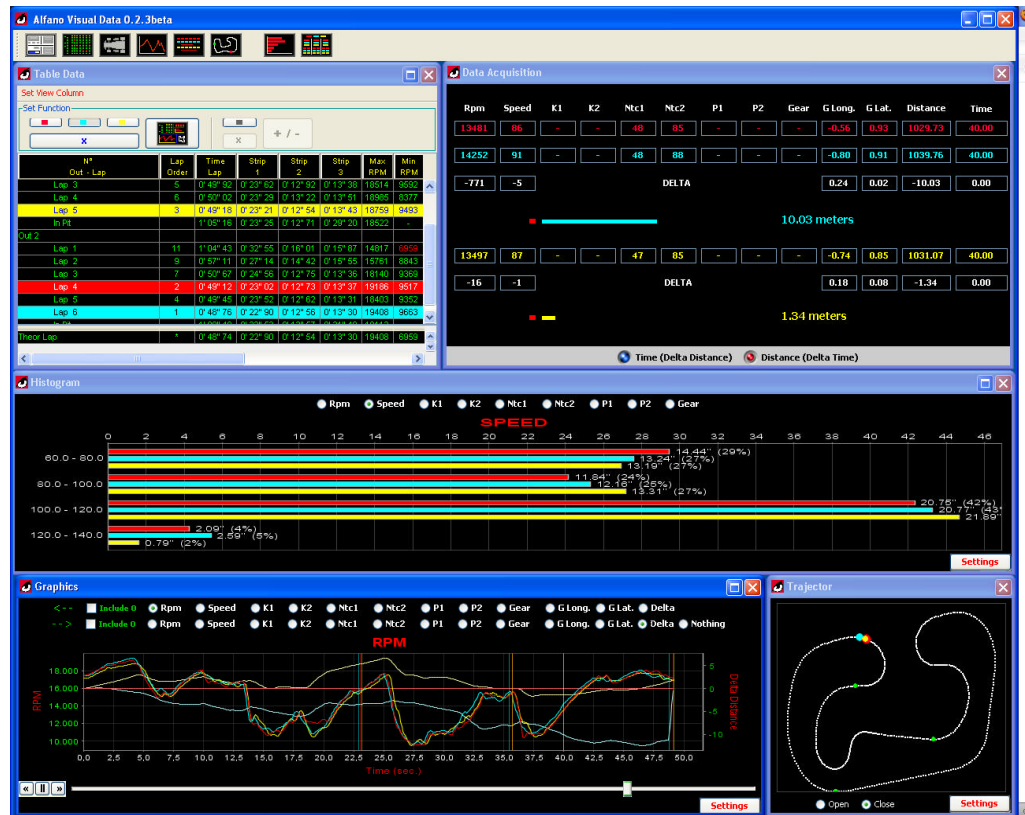 Alfano Visual Data 0.2.3beta
Table Data
Set View Column
Set Function
x x + / -
N° Out - Lap Lap Order Time Lap Strip 1 Strip 2 Strip 3 Max RPM Min RPM
Lap 3 5 0' 49" 92 0' 23" 62 0' 12" 92 0' 13" 38 18514 9592
Lap 4 6 0' 50" 02 0' 23" 29 0' 13" 22 0' 13" 51 18985 8377
Lap 5 3 0' 49" 18 0' 23" 21 0' 12" 54 0' 13" 43 18759 9493
In Pit 1' 05" 16 0' 23" 25 0' 12" 71 0' 29" 20 18522 -
Out 2
Lap 1 11 1' 04" 43 0' 32" 55 0' 16" 01 0' 15" 87 14817 6959
Lap 2 9 0' 57" 11 0' 27" 14 0' 14" 42 0' 15" 55 15761 8843
Lap 3 7 0' 50" 67 0' 24" 56 0' 12" 75 0' 13" 36 18140 9369
Lap 4 2 0' 49" 12 0' 23" 02 0' 12" 73 0' 13" 37 19186 9517
Lap 5 4 0' 49" 45 0' 23" 52 0' 12" 62 0' 13" 31 18403 9352
Lap 6 1 0' 48" 76 0' 22" 90 0' 12" 56 0' 13" 30 19408 9663
Theor Lap * 0' 48" 74 0' 22" 90 0' 12" 54 0' 13" 30 19408 6959
Data Acquisition
Rpm Speed K1 K2 Ntc1 Ntc2 P1 P2 Gear G Long. G Lat. Distance Time
13481 86 - - 48 85 - - - -0.56 0.93 1029.73 40.00
14252 91 - - 48 88 - - - -0.80 0.91 1039.76 40.00
-771 -5 DELTA 0.24 0.02 -10.03 0.00
10.03 meters
13497 87 - - 47 85 - - - -0.74 0.85 1031.07 40.00
-16 -1 DELTA 0.18 0.08 -1.34 0.00
1.34 meters
Time (Delta Distance) Distance (Delta Time)
Histogram
Rpm Speed K1 K2 Ntc1 Ntc2 P1 P2 Gear
SPEED
0 2 4 6 8 10 12 14 16 18 20 22 24 26 28 30 32 34 36 38 40 42 44 46
14.44" (29%)
60.0 - 80.0 13.24" (27%)
13.19" (27%)
11.84" (24%)
80.0 - 100.0 12.16" (25%)
13.31" (27%)
20.75" (42%)
100.0 - 120.0 20.77" (43%
21.89"
2.09" (4%)
120.0 - 140.0 2.59" (5%)
0.79" (2%)
Settings
Graphics
<-- Include 0 Rpm Speed K1 K2 Ntc1 Ntc2 P1 P2 Gear G Long. G Lat. Delta
--> Include 0 Rpm Speed K1 K2 Ntc1 Ntc2 P1 P2 Gear G Long. G Lat. Delta Nothing
RPM
18.000
16.000
14.000
12.000
10.000
RPM
5
0
-5
-10
Delta Distance
0,0 2,5 5,0 7,5 10,0 12,5 15,0 17,5 20,0 22,5 25,0 27,5 30,0 32,5 35,0 37,5 40,0 42,5 45,0 47,5 50,0
Time (sec.)
Settings
Trajector
Open Close Settings